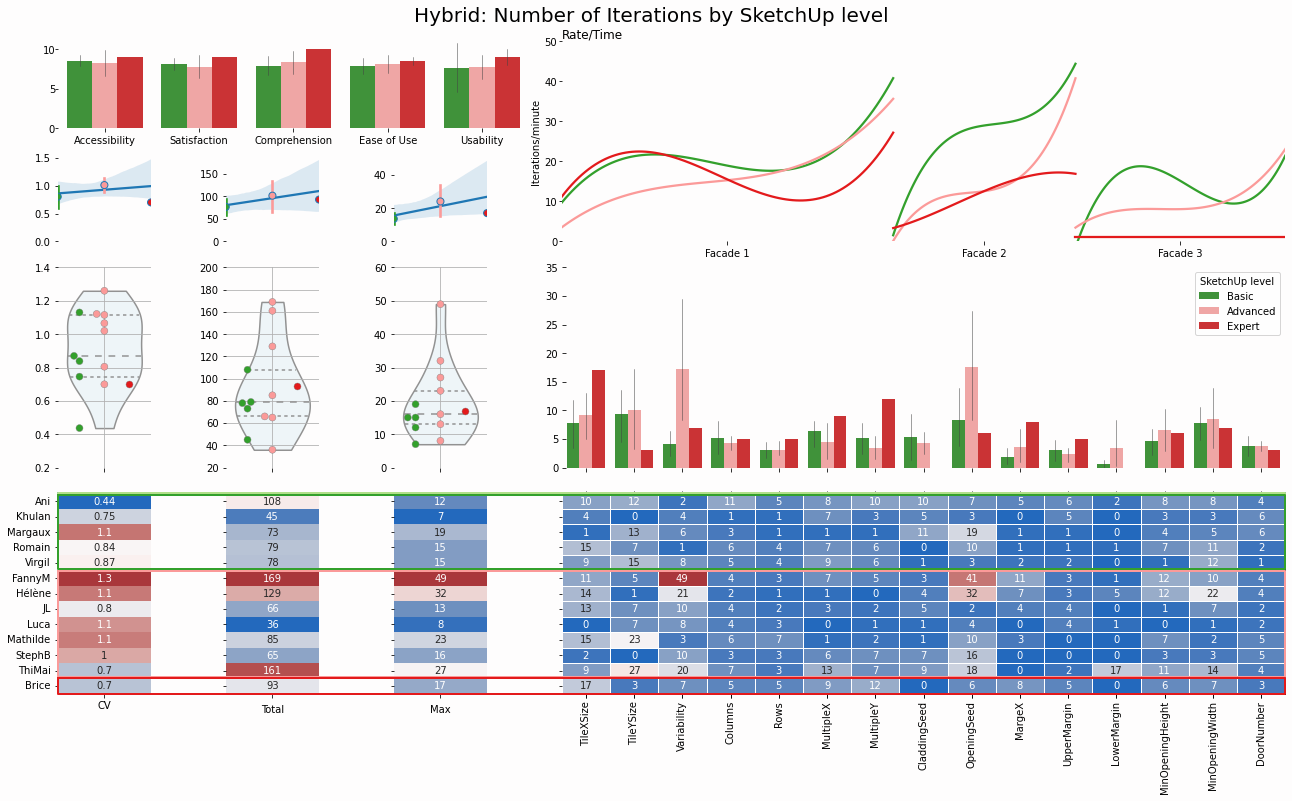 Hybrid: Number of Iterations by SketchUp level
10
5
0
Accessibility Satisfaction Comprehension Ease of Use Usability
Rate/Time
Iterations/minute
50
40
30
20
10
0
Facade 1 Facade 2 Facade 3
1.5
1.0
0.5
0.0
150
100
50
0
40
20
0
1.4
1.2
1.0
0.8
0.6
0.4
0.2
200
180
160
140
120
100
80
60
40
20
60
50
40
30
20
10
0
35
30
25
20
15
10
5
0
SketchUp level
Basic
Advanced
Expert
Ani 0.44 108 12 10 12 2 11 5 8 10 10 7 5 6 2 8 8 4
Khulan 0.75 45 7 4 0 4 1 1 7 3 5 3 0 5 0 3 3 6
Margaux 1.1 73 19 1 13 6 3 1 1 1 11 19 1 1 0 4 5 6
Romain 0.84 79 15 15 7 1 6 4 7 6 0 10 1 1 1 7 11 2
Virgil 0.87 78 15 9 15 8 5 4 9 6 1 3 2 2 0 1 12 1
FannyM 1.3 169 49 11 5 49 4 3 7 5 3 41 11 3 1 12 10 4
Hélène 1.1 129 32 14 1 21 2 1 1 0 4 32 7 3 5 12 22 4
JL 0.8 66 13 13 7 10 4 2 3 2 5 2 4 4 0 1 7 2
Luca 1.1 36 8 0 7 8 4 3 0 1 1 4 0 4 1 0 1 2
Mathilde 1.1 85 23 15 23 3 6 7 1 2 1 10 3 0 0 7 2 5
StephB 1 65 16 2 0 10 3 3 6 7 7 16 0 0 0 3 3 5
ThiMai 0.7 161 27 9 27 20 7 3 13 7 9 18 0 2 17 11 14 4
Brice 0.7 93 17 17 3 7 5 5 9 12 0 6 8 5 0 6 7 3
CV Total Max TileXSize TileYSize Variability Columns Rows MultipleX MultipleY CladdingSeed OpeningSeed MargeX UpperMargin LowerMargin MinOpeningHeight MinOpeningWidth DoorNumber